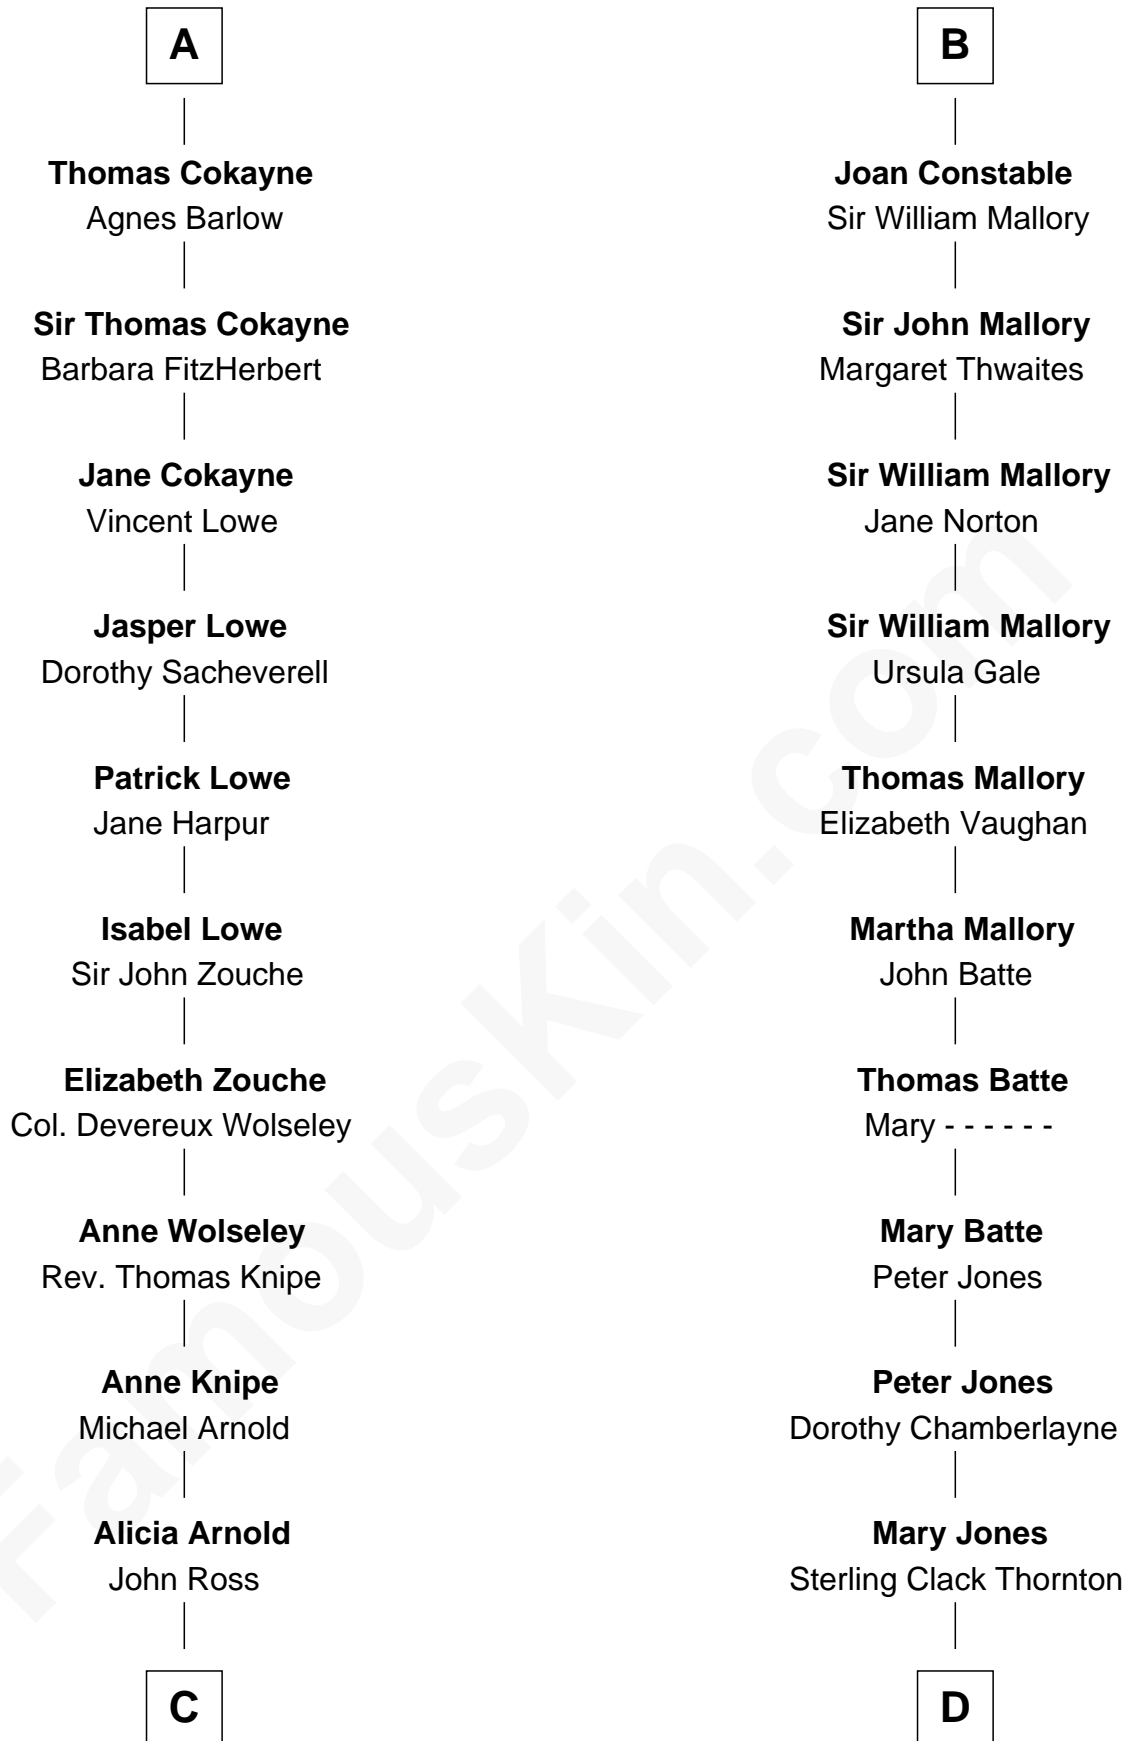 A
Thomas Cokayne
Agnes Barlow
Sir Thomas Cokayne
Barbara FitzHerbert
Jane Cokayne
Vincent Lowe
Jasper Lowe
Dorothy Sacheverell
Patrick Lowe
Jane Harpur
Isabel Lowe
Sir John Zouche
Elizabeth Zouche
Col. Devereux Wolseley
Anne Wolseley
Rev. Thomas Knipe
Anne Knipe
Michael Arnold
Alicia Arnold
John Ross
C
B
Joan Constable
Sir William Mallory
Sir John Mallory
Margaret Thwaites
Sir William Mallory
Jane Norton
Sir William Mallory
Ursula Gale
Thomas Mallory
Elizabeth Vaughan
Martha Mallory
John Batte
Thomas Batte
Mary - - - - - -
Mary Batte
Peter Jones
Peter Jones
Dorothy Chamberlayne
Mary Jones
Sterling Clack Thornton
D
FamousKin.com